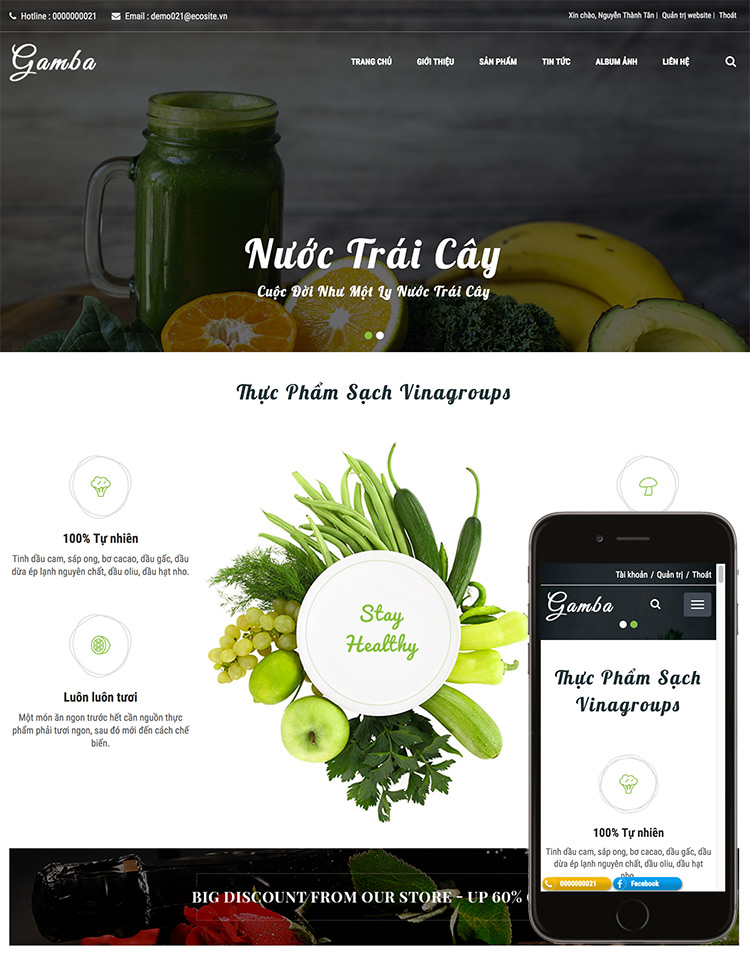 Hotline : 0000000021 Email : demo021@ecosite.vn Xin chào, Nguyễn Thành Tân | Quản trị website | Thoát
Gamba
TRANG CHỦ GIỚI THIỆU SẢN PHẨM TIN TỨC ALBUM ẢNH LIÊN HỆ
Nước Trái Cây
Cuộc Đời Như Một Ly Nước Trái Cây
Thực Phẩm Sạch Vinagroups
100% Tự nhiên
Tinh dầu cam, sáp ong, bơ cacao, dầu gấc, dầu
dừa ép lạnh nguyên chất, dầu oliu, dầu hạt nho.
Luôn luôn tươi
Một món ăn ngon trước hết cần nguồn thực
phẩm phải tươi ngon, sau đó mới đến cách chế
biến.
Stay
Healthy
BIG DISCOUNT FROM OUR STORE - UP 60%
Tài khoản / Quản trị / Thoát
Gamba
Thực Phẩm Sạch
Vinagroups
100% Tự nhiên
Tinh dầu cam, sáp ong, bơ cacao, dầu gấc, dầu
dừa ép lạnh nguyên chất, dầu oliu, dầu hạt
nho.
0000000021 Facebook